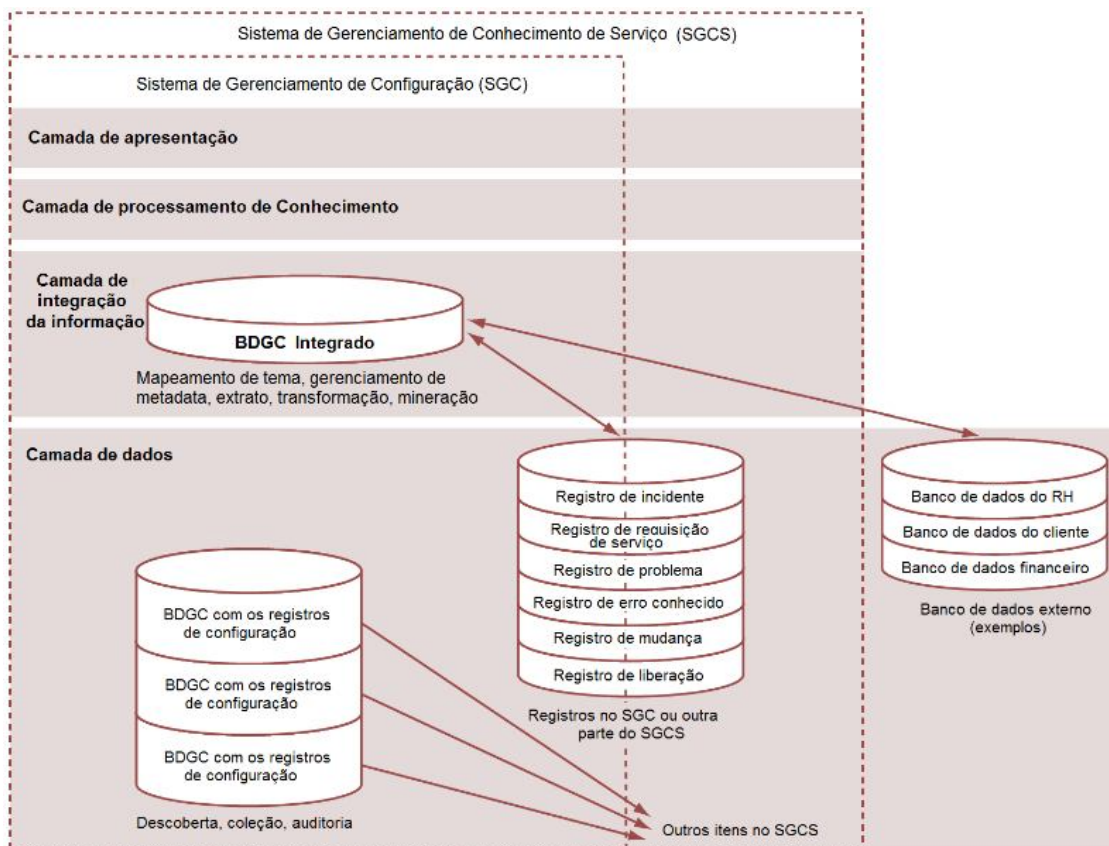 Sistema de Gerenciamento de Conhecimento de Serviço (SGCS)
Sistema de Gerenciamento de Configuração (SGC)
Camada de apresentação
Camada de processamento de Conhecimento
Camada de
integração
da informação
BDGC Integrado
Mapeamento de tema, gerenciamento de
metadata, extrato, transformação, mineração
Camada de dados
BDGC com os registros
de configuração
BDGC com os registros
de configuração
BDGC com os registros
de configuração
Descoberta, coleção, auditoria
Registro de incidente
Registro de requisição
de serviço
Registro de problema
Registro de erro conhecido
Registro de mudança
Registro de liberação
Registros no SGC ou outra
parte do SGCS
Outros itens no SGCS
Banco de dados do RH
Banco de dados do cliente
Banco de dados financeiro
Banco de dados externo
(exemplos)